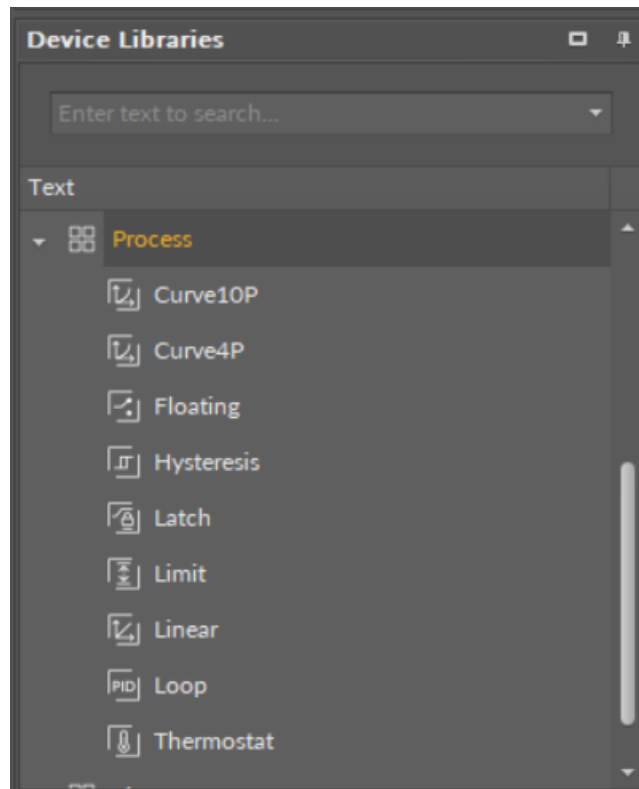 Device Libraries
Enter text to search...
Text
Process
Curve10P
Curve4P
Floating
Hysteresis
Latch
Limit
Linear
PID Loop
Thermostat